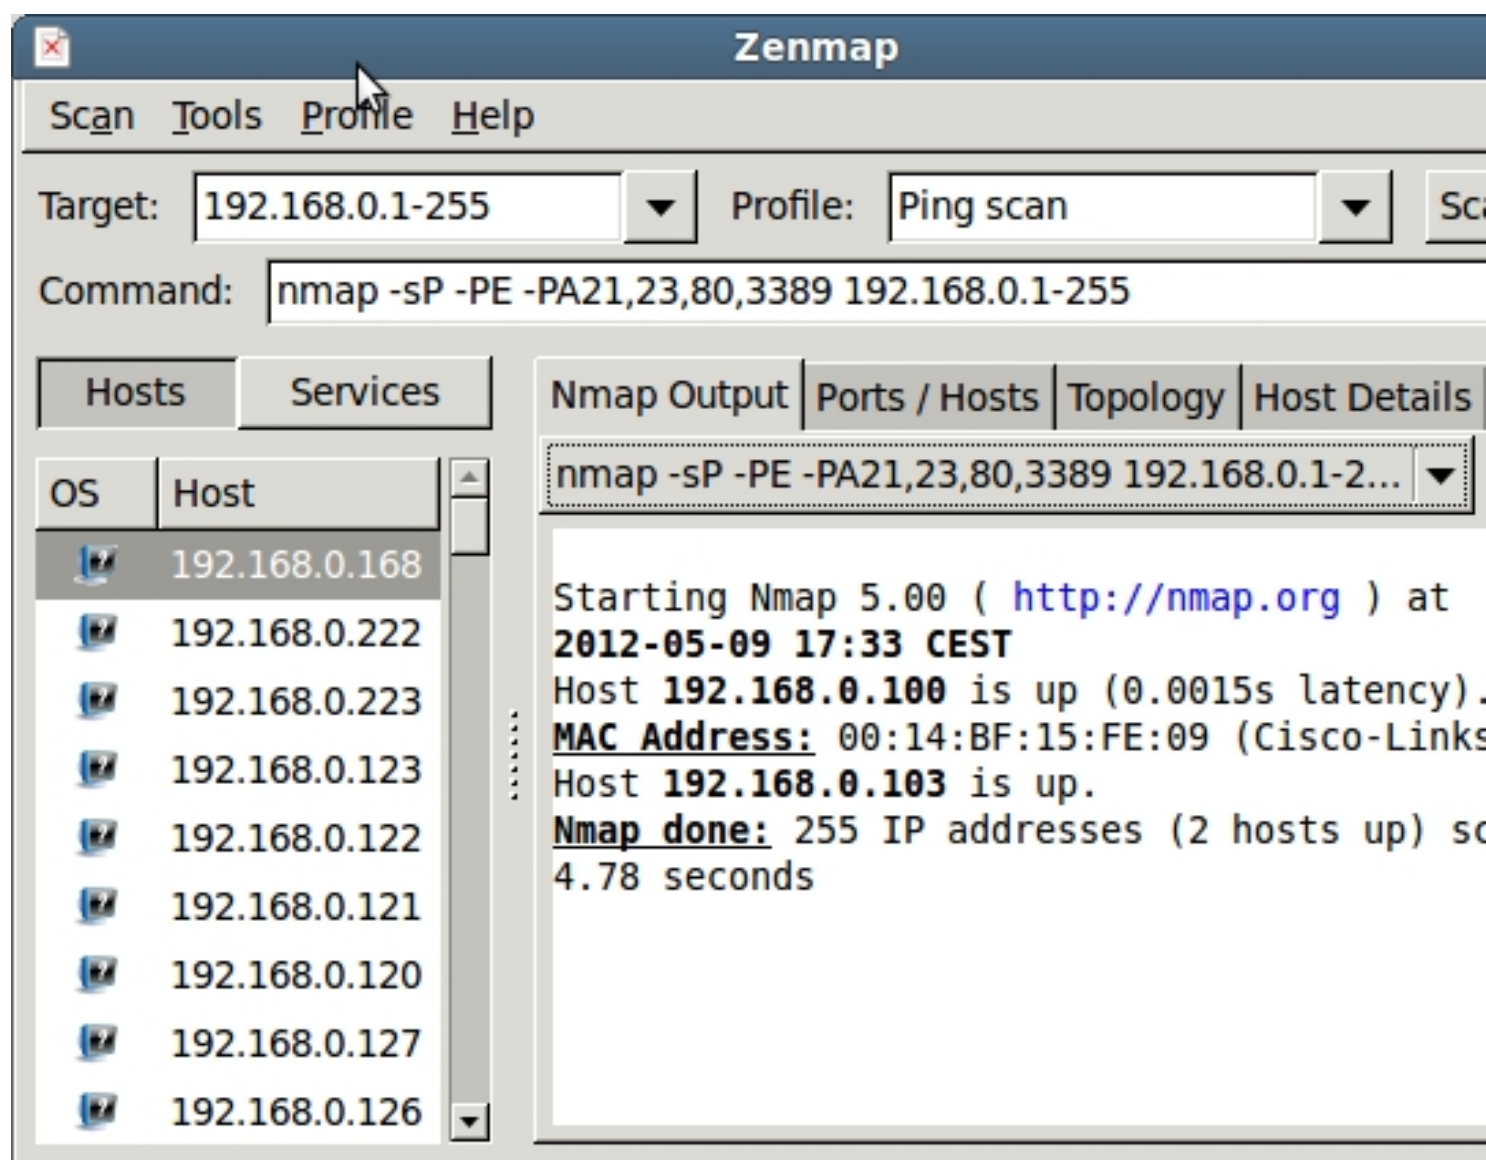 Zenmap
Scan Tools Profile Help
Target: 192.168.0.1-255 Profile: Ping scan
Command: nmap -sP -PE -PA21,23,80,3389 192.168.0.1-255
Hosts Services
Nmap Output Ports / Hosts Topology Host Details
nmap -sP -PE -PA21,23,80,3389 192.168.0.1-2...
OS Host
192.168.0.168
192.168.0.222
192.168.0.223
192.168.0.123
192.168.0.122
192.168.0.121
192.168.0.120
192.168.0.127
192.168.0.126
Starting Nmap 5.00 ( http://nmap.org ) at
2012-05-09 17:33 CEST
Host 192.168.0.100 is up (0.0015s latency).
MAC Address: 00:14:BF:15:FE:09 (Cisco-Links
Host 192.168.0.103 is up.
Nmap done: 255 IP addresses (2 hosts up)
4.78 seconds